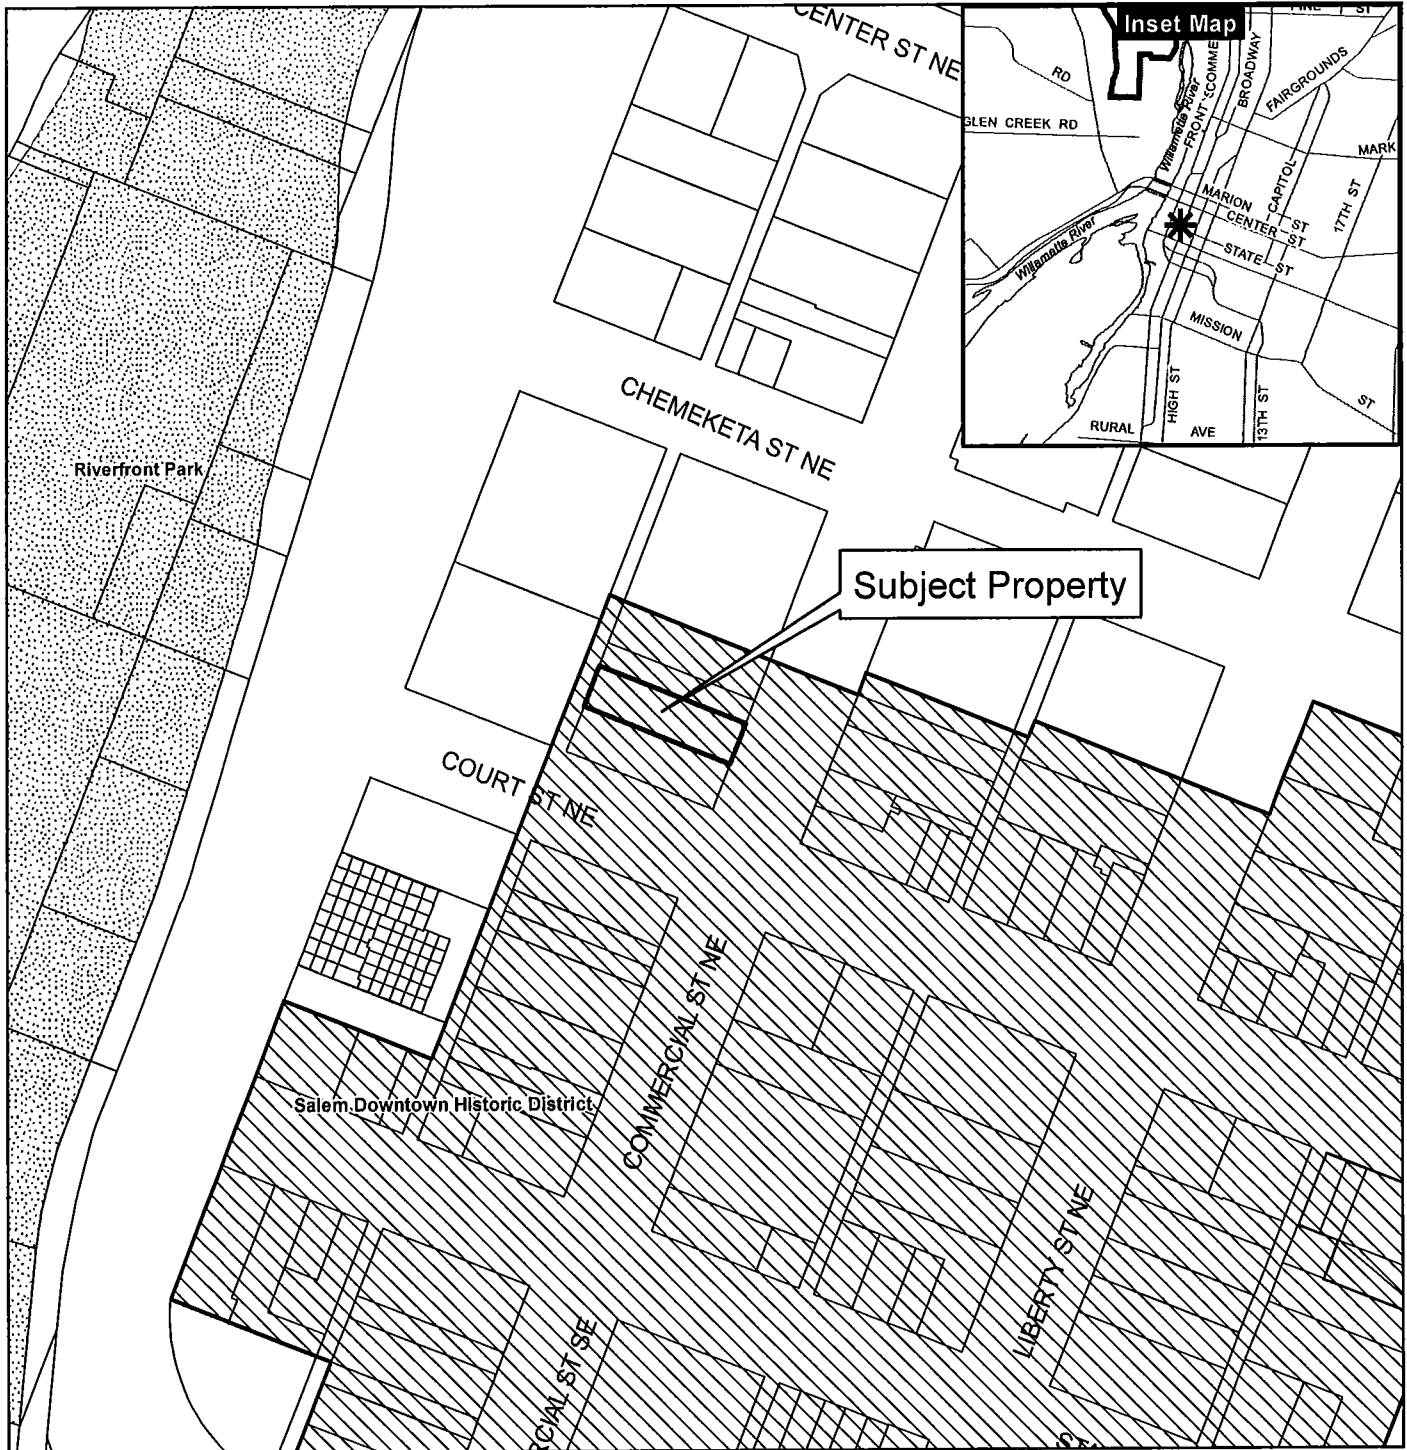 CENTER ST NE
Inset Map
RD
GLEN CREEK RD
Willamette River
FRONT
BROADWAY
FAIRGROUNDS
MARK
CAPITOL
17TH ST
MARION ST
CENTER ST
STATE ST
Willamette River
MISSION
ST
HIGH ST
13TH ST
RURAL AVE
CHEMEKETA ST NE
Riverfront Park
Subject Property
COURT ST NE
COMMERCIAL ST NE
Salem Downtown Historic District
LIBERTY ST NE
RCIAL ST SE